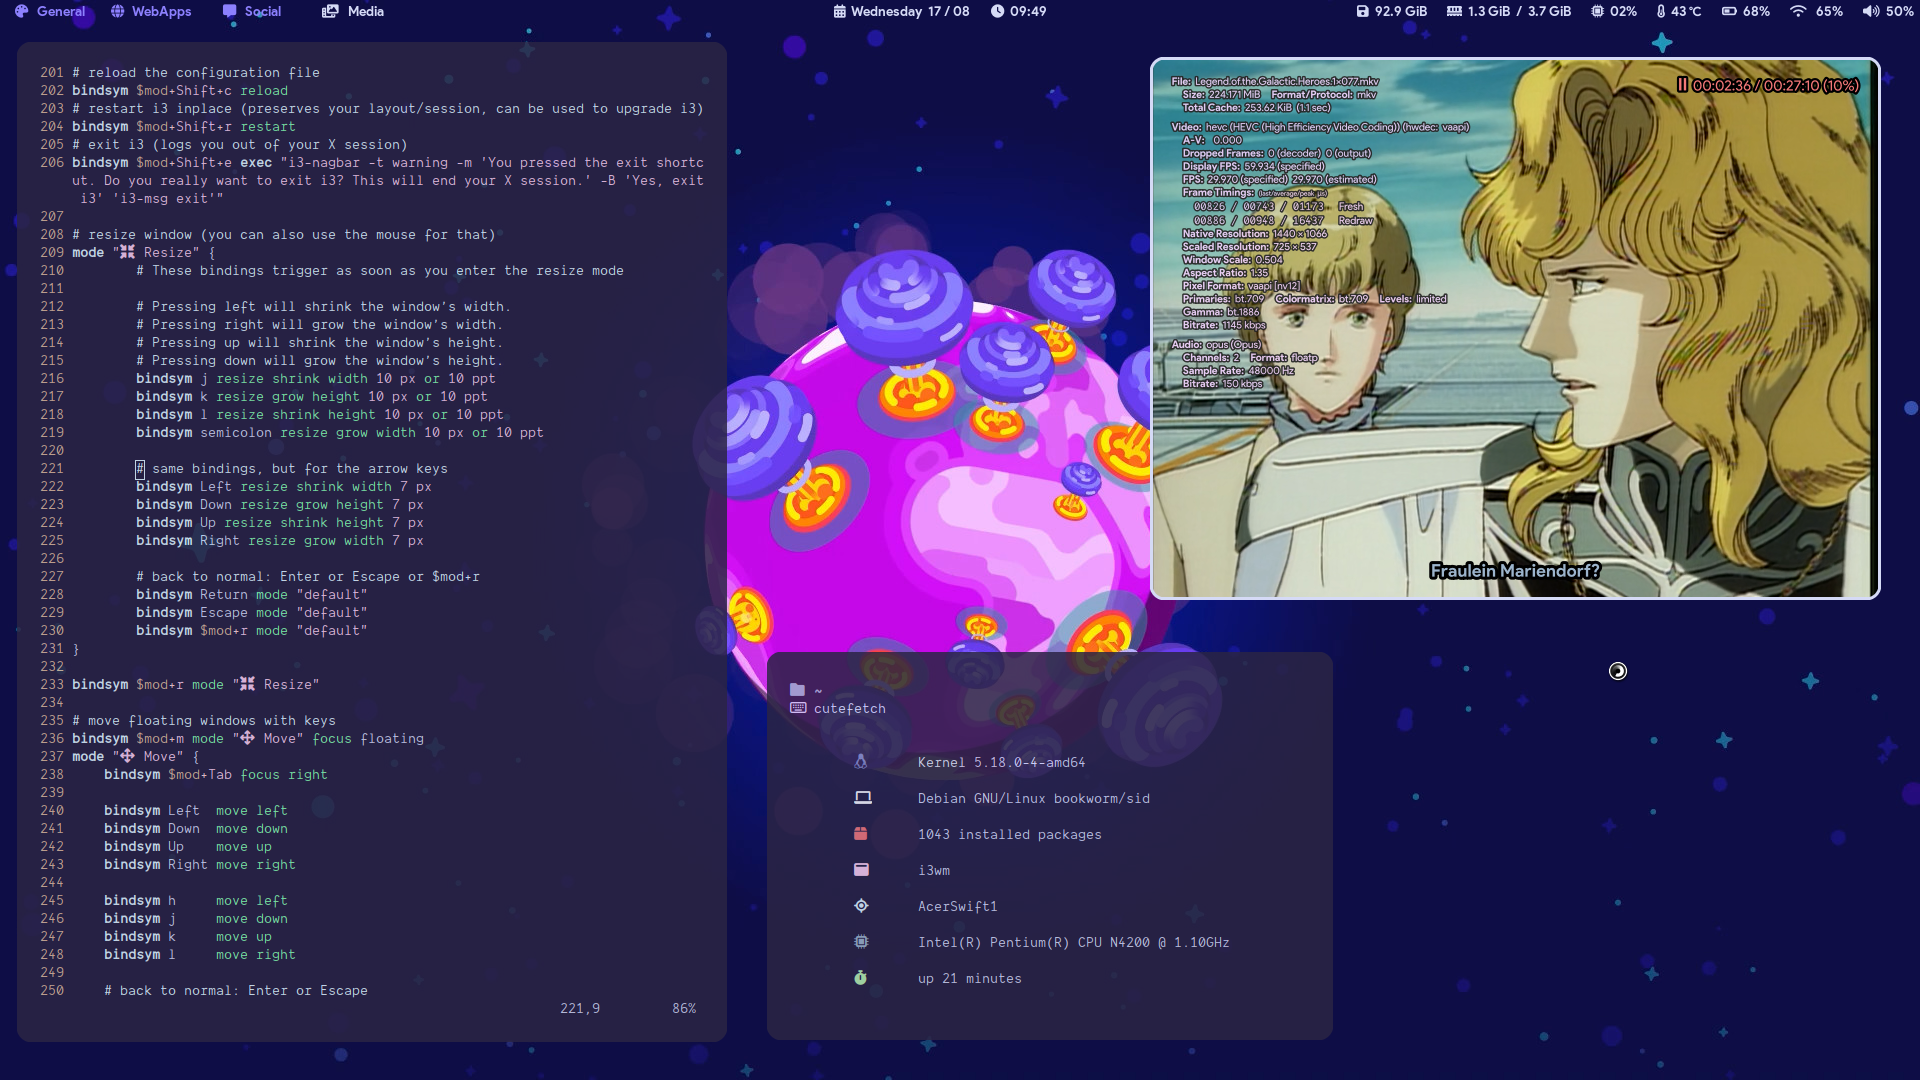 General WebApps Social Media Wednesday 17 / 08 09:49 92.9 GiB 1.3 GiB / 3.7 GiB 02% 43 °C 68% 65% 50%
201 # reload the configuration file
202 bindsym $mod+Shift+c reload
203 # restart i3 inplace (preserves your layout/session, can be used to upgrade i3)
204 bindsym $mod+Shift+r restart
205 # exit i3 (logs you out of your X session)
206 bindsym $mod+Shift+e exec "i3-nagbar -t warning -m 'You pressed the exit shortc
ut. Do you really want to exit i3? This will end your X session.' -B 'Yes, exit
i3' 'i3-msg exit'"
207
208 # resize window (you can also use the mouse for that)
209 mode " Resize" {
210 # These bindings trigger as soon as you enter the resize mode
211
212 # Pressing left will shrink the window's width.
213 # Pressing right will grow the window's width.
214 # Pressing up will shrink the window's height.
215 # Pressing down will grow the window's height.
216 bindsym j resize shrink width 10 px or 10 ppt
217 bindsym k resize grow height 10 px or 10 ppt
218 bindsym l resize shrink height 10 px or 10 ppt
219 bindsym semicolon resize grow width 10 px or 10 ppt
220
221 # same bindings, but for the arrow keys
222 bindsym Left resize shrink width 7 px
223 bindsym Down resize grow height 7 px
224 bindsym Up resize shrink height 7 px
225 bindsym Right resize grow width 7 px
226
227 # back to normal: Enter or Escape or $mod+r
228 bindsym Return mode "default"
229 bindsym Escape mode "default"
230 bindsym $mod+r mode "default"
231 }
232
233 bindsym $mod+r mode " Resize"
234
235 # move floating windows with keys
236 bindsym $mod+m mode " Move" focus floating
237 mode " Move" {
238 bindsym $mod+Tab focus right
239
240 bindsym Left move left
241 bindsym Down move down
242 bindsym Up move up
243 bindsym Right move right
244
245 bindsym h move left
246 bindsym j move down
247 bindsym k move up
248 bindsym l move right
249
250 # back to normal: Enter or Escape
221,9 86%
File: Legend.of.the.Galactic.Heroes.1×077.mkv
00:02:36 / 00:27:10 (10%)
Size: 224.171 MiB Format/Protocol: mkv
Total Cache: 253.62 KiB (1.1 sec)
Video: hevc (HEVC (High Efficiency Video Coding)) (hwdec: vaapi)
A-V: 0.000
Dropped Frames: 0 (decoder) 0 (output)
Display FPS: 59.934 (specified)
FPS: 29.970 (specified) 29.970 (estimated)
Frame Timings: (last/average/peak μs)
00826 / 00743 / 01173 Fresh
00886 / 00948 / 16437 Redraw
Native Resolution: 1440 × 1066
Scaled Resolution: 725 × 537
Window Scale: 0.504
Aspect Ratio: 1.35
Pixel Format: vaapi [nv12]
Primaries: bt.709 Colormatrix: bt.709 Levels: limited
Gamma: bt.1886
Bitrate: 1145 kbps
Audio: opus (Opus)
Channels: 2 Format: floatp
Sample Rate: 48000 Hz
Bitrate: 150 kbps
Fraulein Mariendorf?
~
cutefetch
Kernel 5.18.0-4-amd64
Debian GNU/Linux bookworm/sid
1043 installed packages
i3wm
AcerSwift1
Intel(R) Pentium(R) CPU N4200 @ 1.10GHz
up 21 minutes